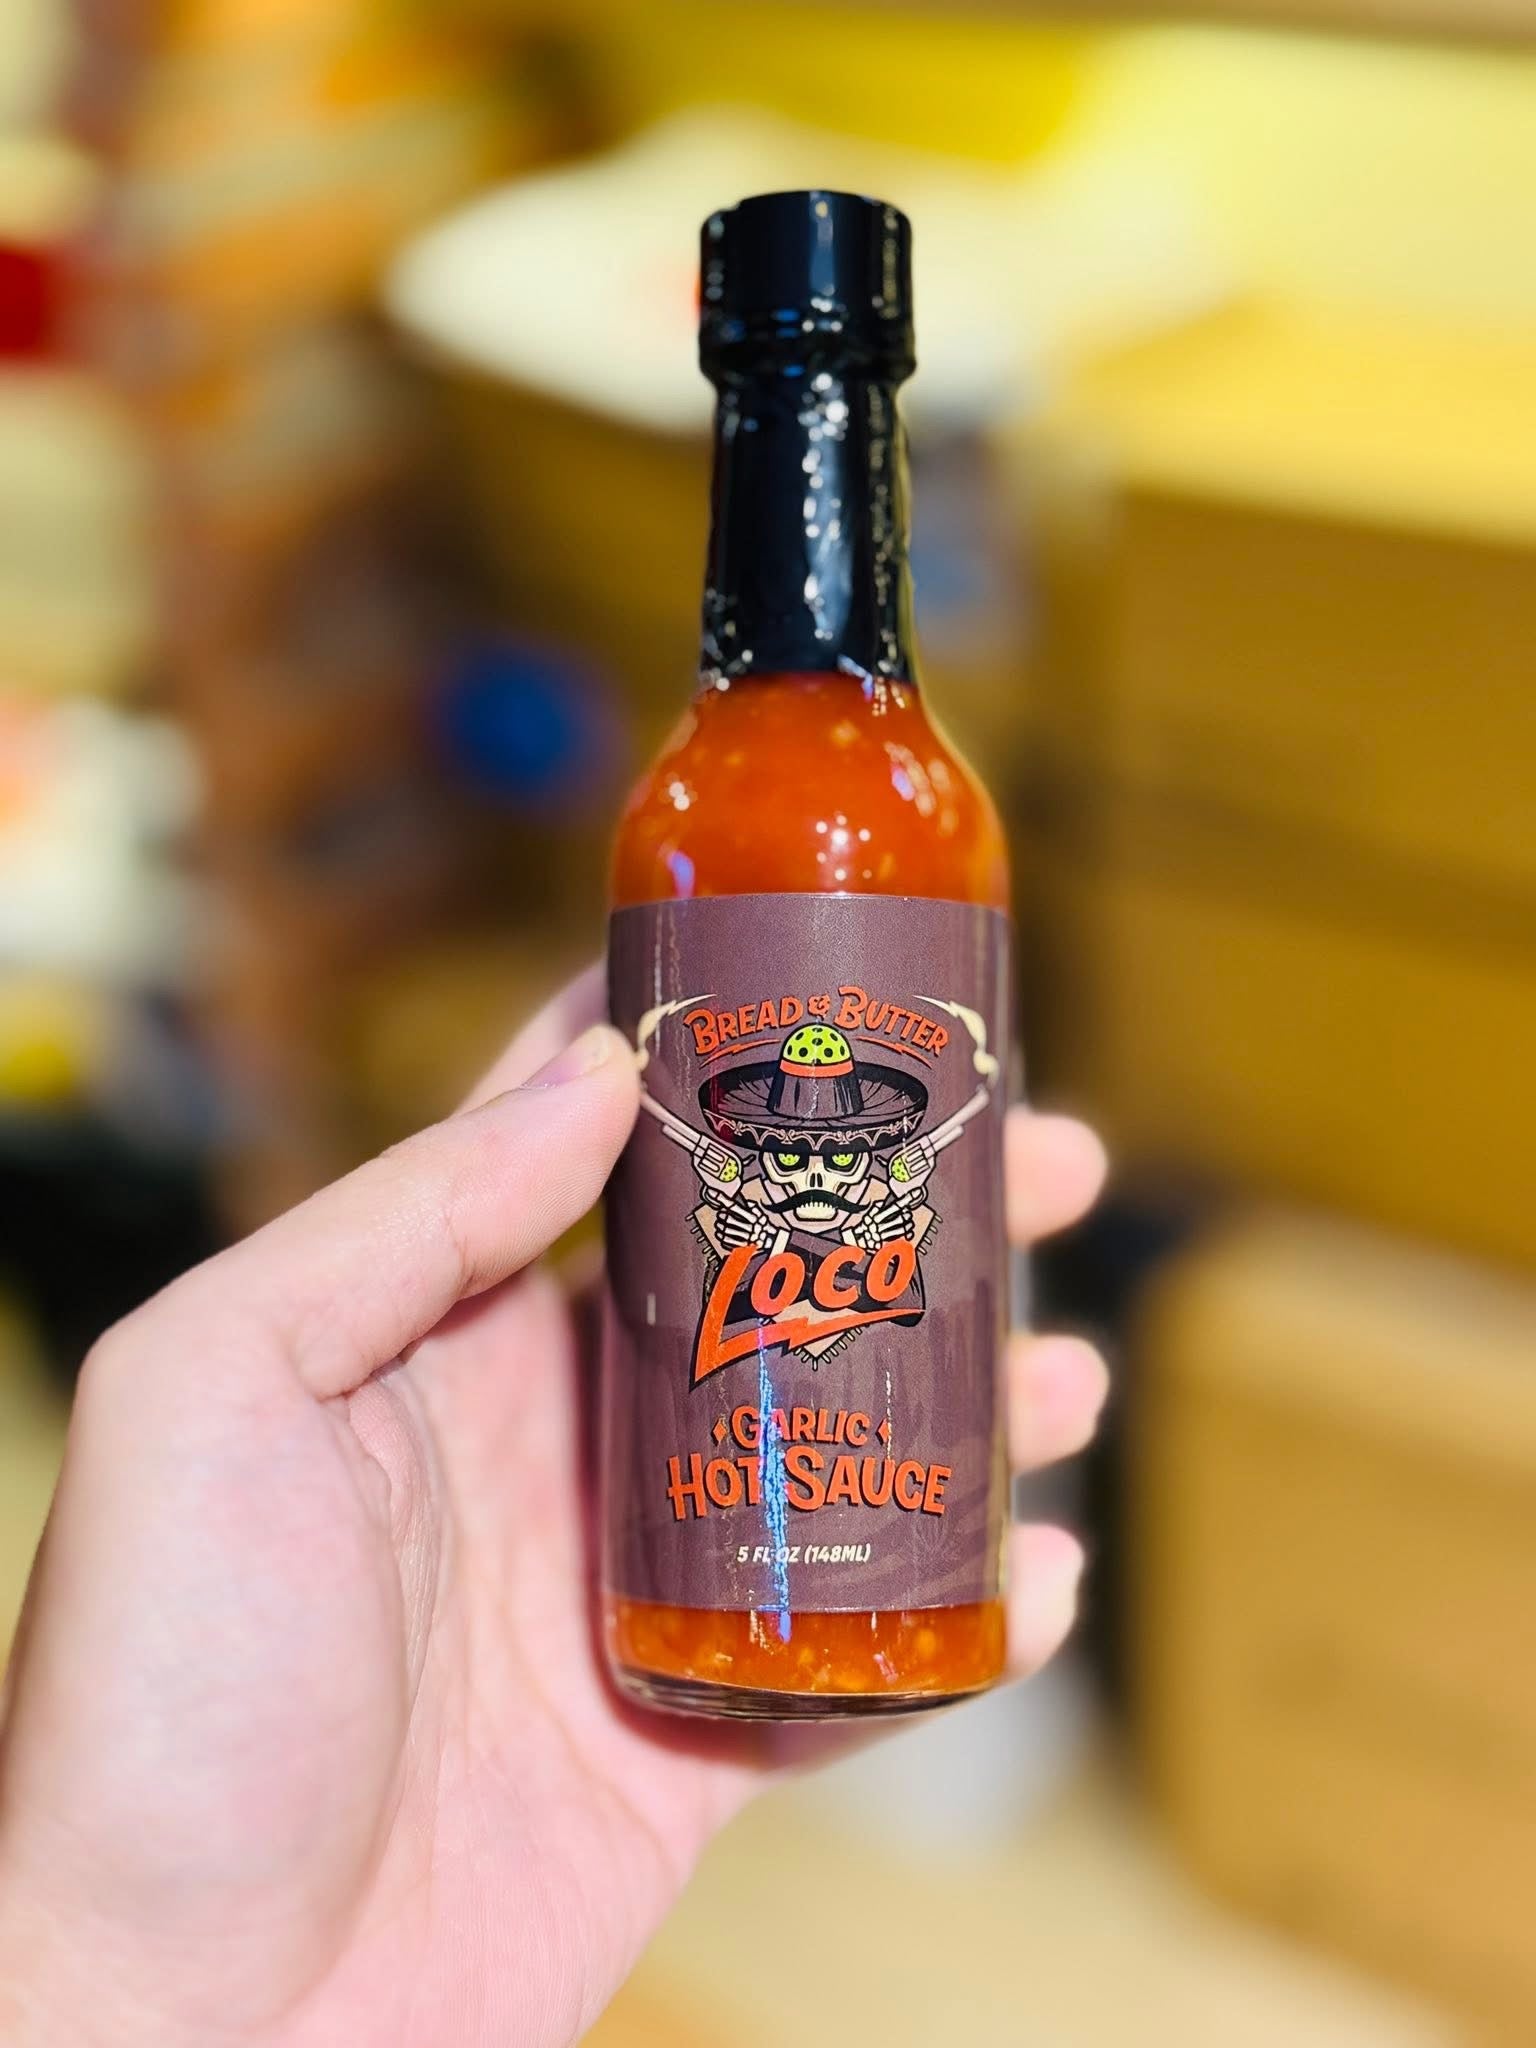 BREAD & BUTTER
LOCO
GARLIC
HOT SAUCE
5 FL OZ (148ML)